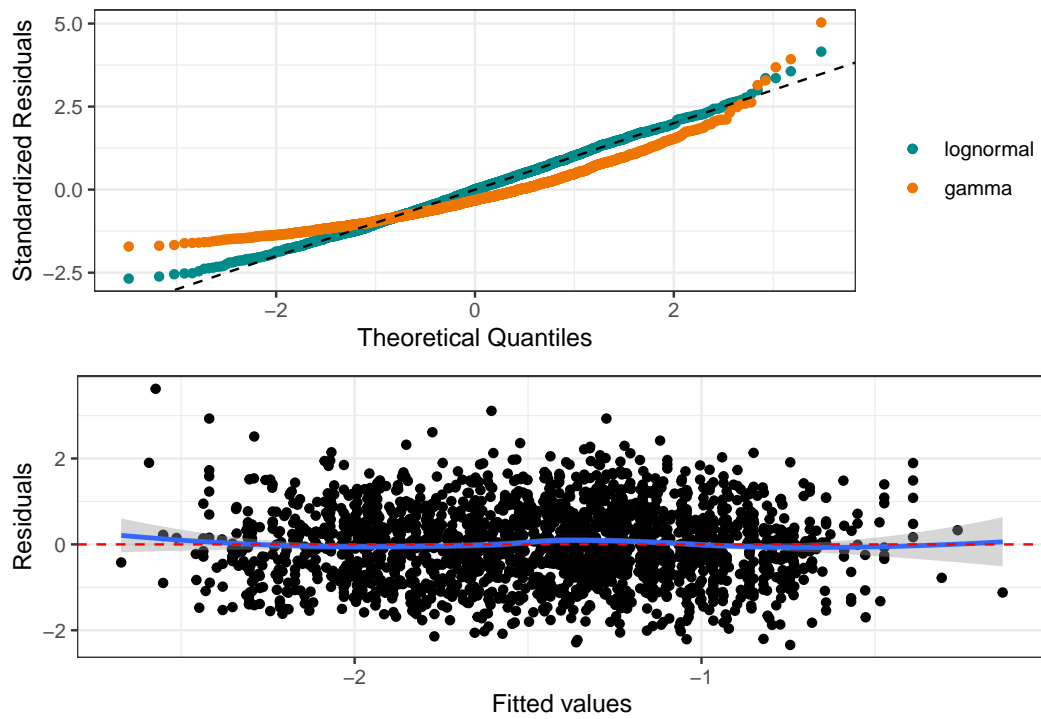 5.0
2.5
0.0
−2.5
Standardized Residuals
−2
0
2
Theoretical Quantiles
lognormal
gamma
2
0
−2
Residuals
−2
−1
Fitted values